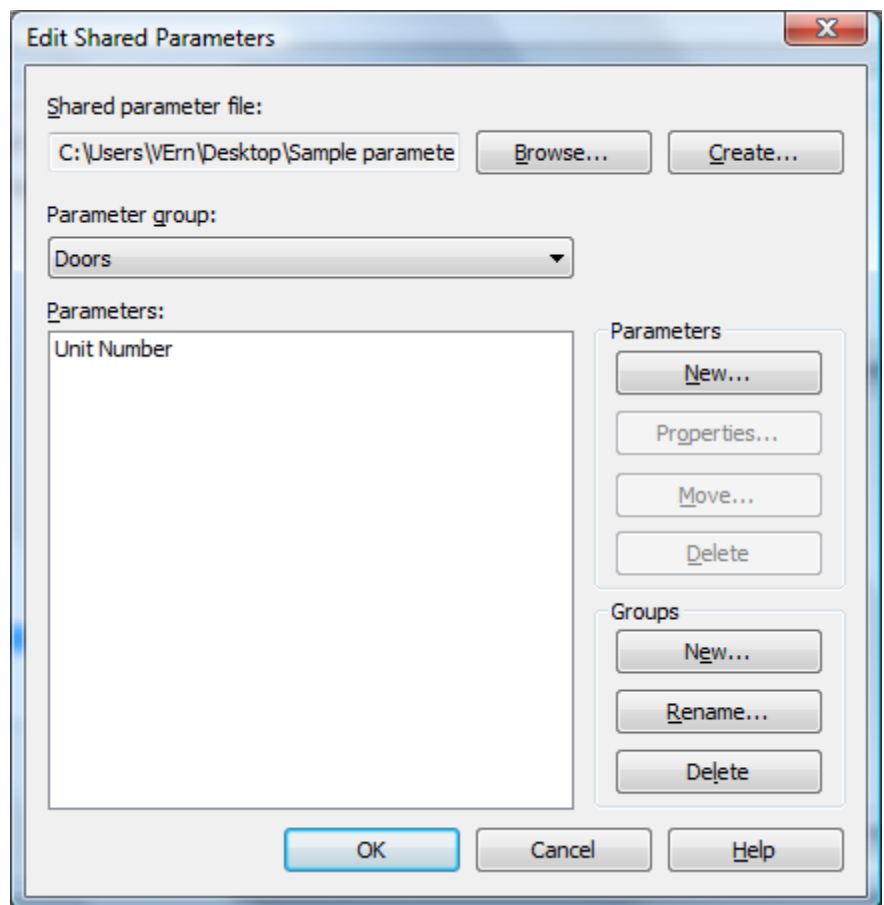 Edit Shared Parameters
Shared parameter file:
C:\Users\VErn\Desktop\Sample paramete
Browse...
Create...
Parameter group:
Doors
Parameters:
Unit Number
Parameters
New...
Properties...
Move...
Delete
Groups
New...
Rename...
Delete
OK
Cancel
Help